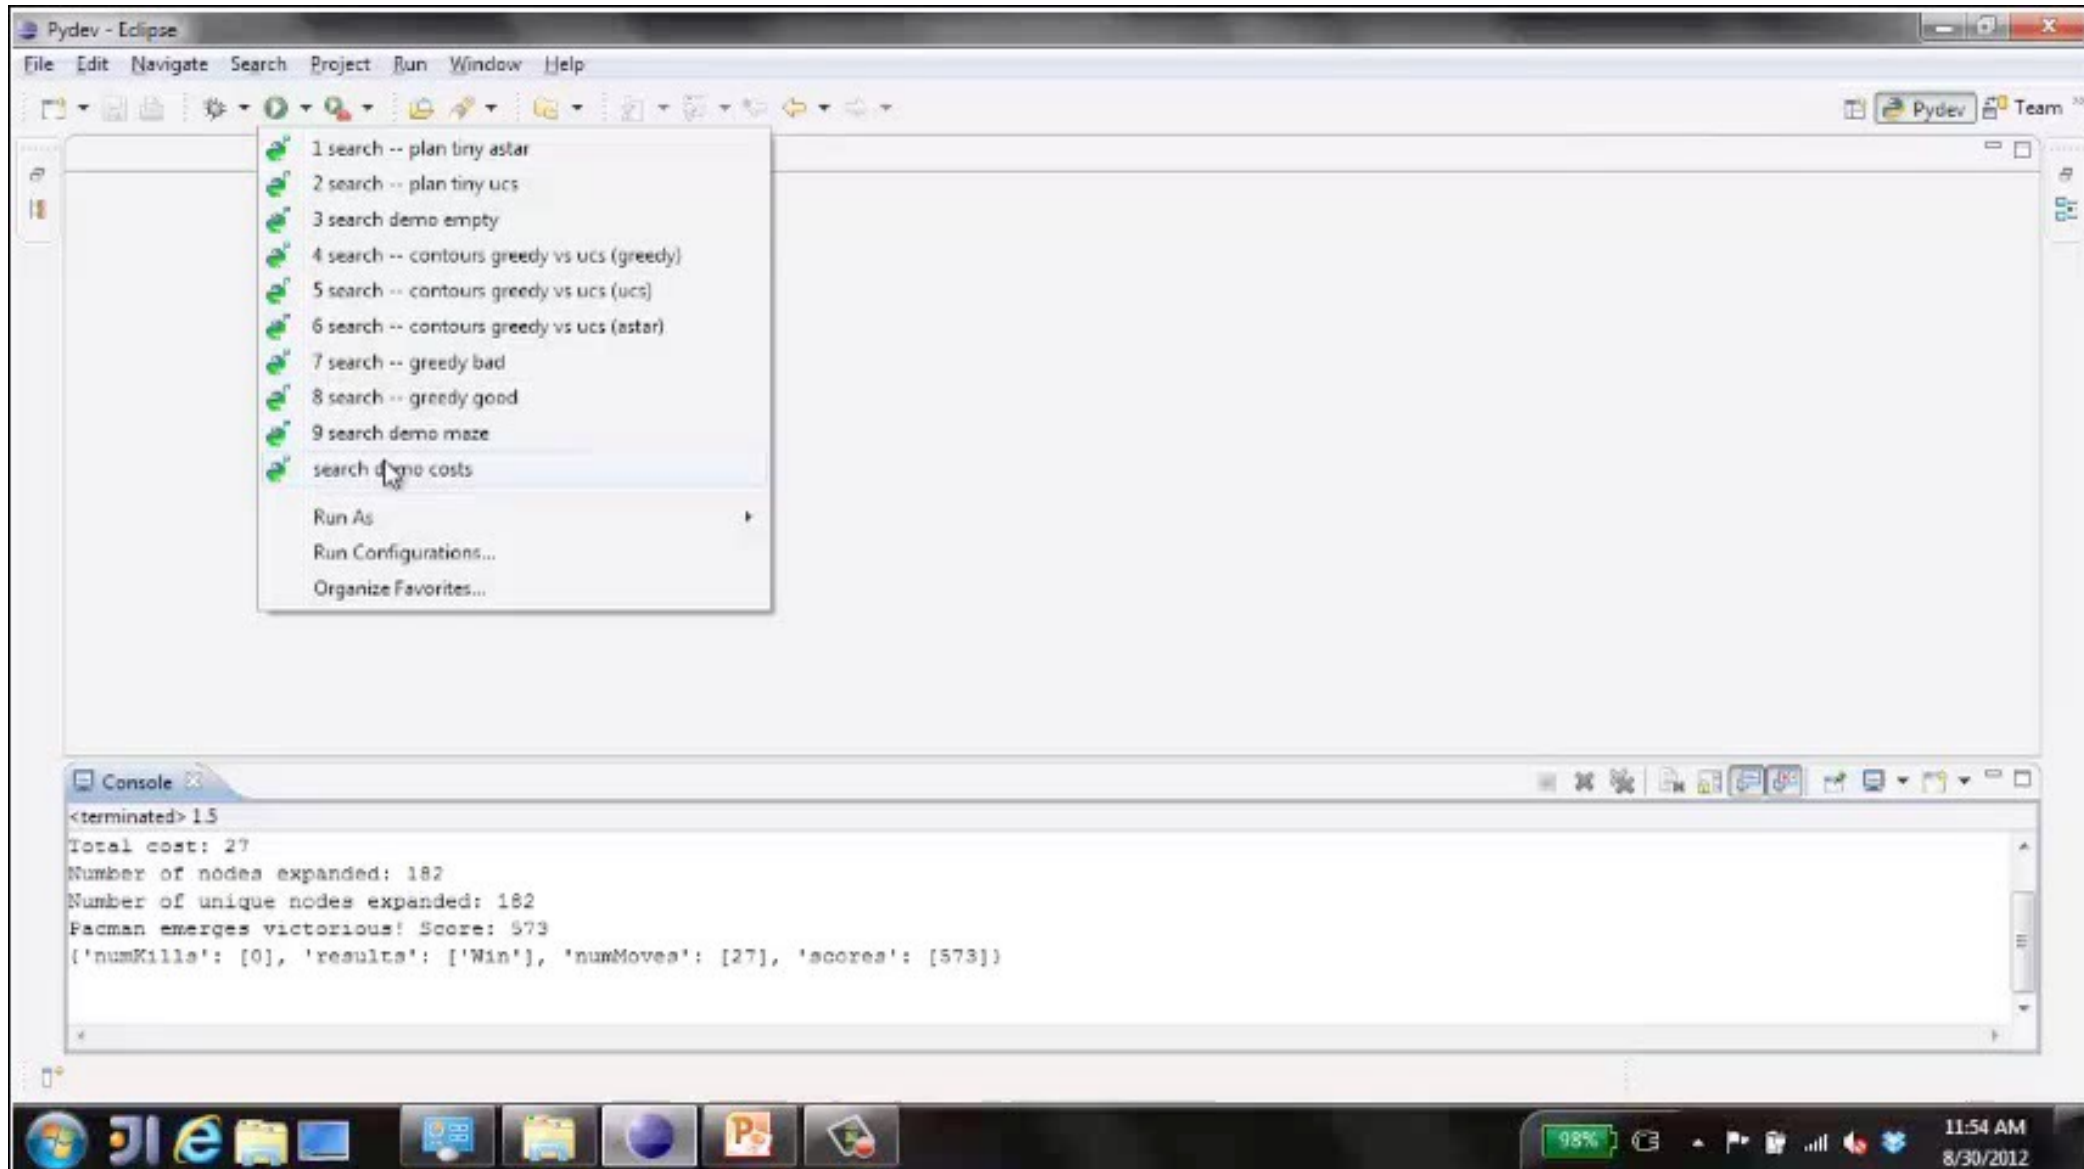 Pydev - Eclipse
File Edit Navigate Search Project Run Window Help
Pydev Team
1 search -- plan tiny astar
2 search -- plan tiny ucs
3 search demo empty
4 search -- contours greedy vs ucs (greedy)
5 search -- contours greedy vs ucs (ucs)
6 search -- contours greedy vs ucs (astar)
7 search -- greedy bad
8 search -- greedy good
9 search demo maze
search demo costs
Run As
Run Configurations...
Organize Favorites...
Console
<terminated> 1.5
Total cost: 27
Number of nodes expanded: 182
Number of unique nodes expanded: 182
Pacman emerges victorious! Score: 573
{'numKills': [0], 'results': ['Win'], 'numMoves': [27], 'scores': [573]}
98%
11:54 AM
8/30/2012